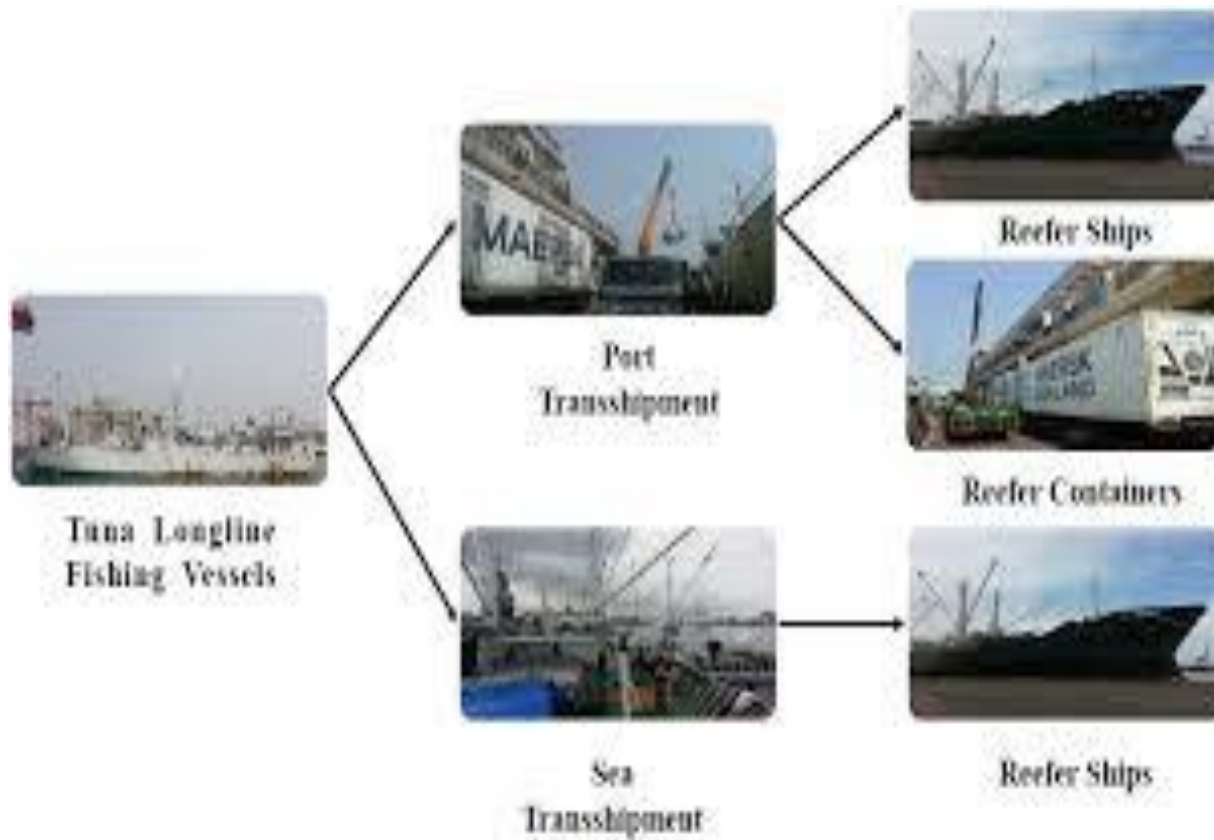 Reefer Ships
Port
Transshipment
Tuna Longline
Fishing Vessels
Reefer Containers
Sea
Transshipment
Reefer Ships